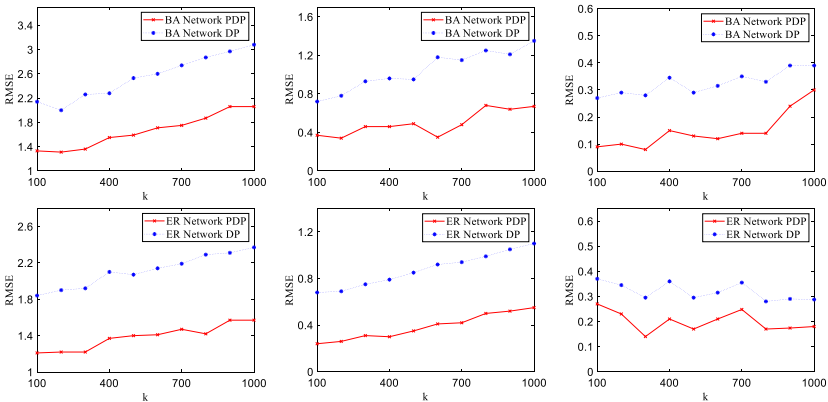 BA Network PDP
BA Network DP
RMSE
3.4
3
2.6
2.2
1.8
1.4
1
100
400
700
1000
k
BA Network PDP
BA Network DP
RMSE
1.6
1.2
0.8
0.4
0
100
400
700
1000
k
BA Network PDP
BA Network DP
RMSE
0.6
0.5
0.4
0.3
0.2
0.1
0
100
400
700
1000
k
ER Network PDP
ER Network DP
RMSE
2.6
2.2
1.8
1.4
1
100
400
700
1000
k
ER Network PDP
ER Network DP
RMSE
1.2
0.8
0.4
0
100
400
700
1000
k
ER Network PDP
ER Network DP
RMSE
0.6
0.5
0.4
0.3
0.2
0.1
0
100
400
700
1000
k